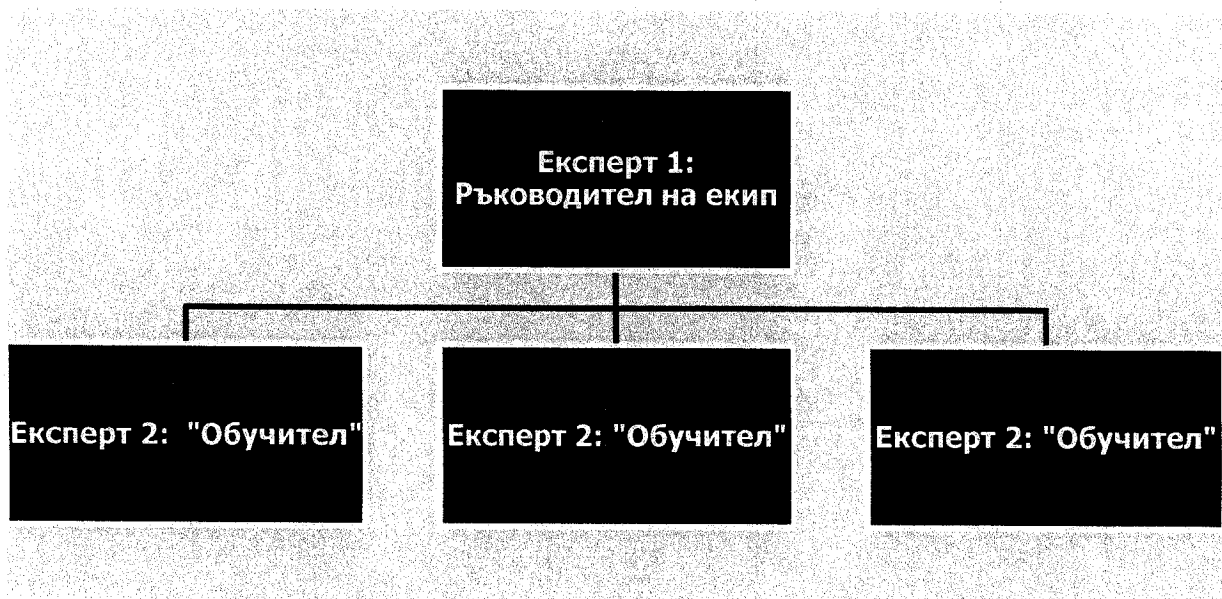 Експерт 1:
Ръководител на екип
Експерт 2:  "Обучител"
Експерт 2: "Обучител"
Експерт 2: "Обучител"